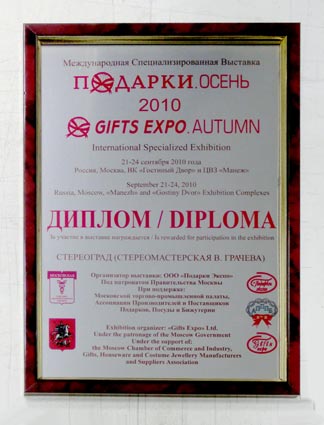 Международная Специализированная Выставка
ПОДАРКИ.ОСЕНЬ
2010
GIFTS EXPO.AUTUMN
International Specialized Exhibition
21-24 сентября 2010 года
Россия, Москва, ВК «Гостиный Двор» и ЦВЗ «Манеж»
September 21-24, 2010
Russia, Moscow, «Manezh» and «Gostiny Dvor» Exhibition Complexes
ДИПЛОМ / DIPLOMA
За участие в выставке награждается / Is rewarded for participation in the exhibition
СТЕРЕОГРАД (СТЕРЕОМАСТЕРСКАЯ В. ГРАЧЕВА)
Организатор выставки: ООО «Подарки Экспо»
Под патронатом Правительства Москвы
При поддержке:
Московской торгово-промышленной палаты,
Ассоциации Производителей и Поставщиков
Подарков, Посуды и Бижутерии
Exhibition organizer: «Gifts Expo» Ltd.
Under the patronage of the Moscow Government
Under the support of:
the Moscow Chamber of Commerce and Industry,
Gifts, Houseware and Costume Jewellery Manufacturers
and Suppliers Association